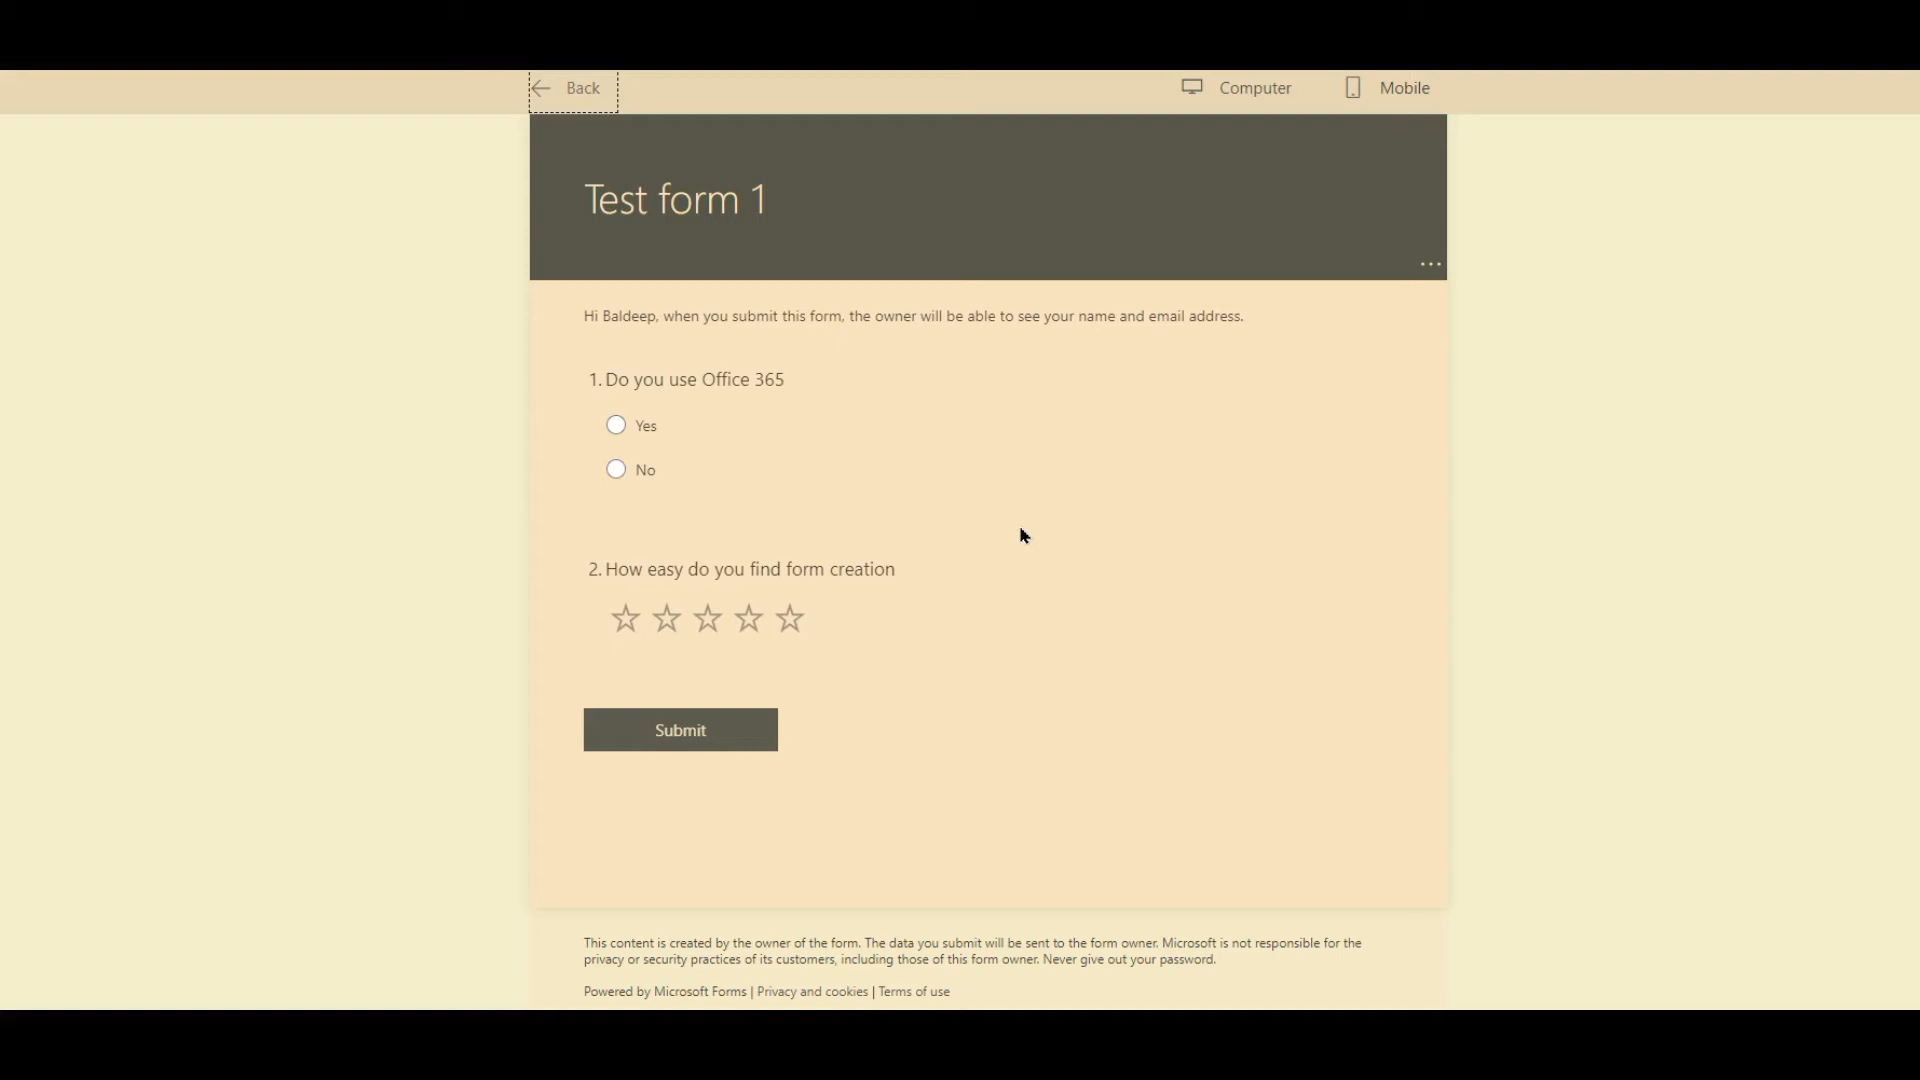 Back
Computer
Mobile
Test form 1
...
Hi Baldeep, when you submit this form, the owner will be able to see your name and email address.
1. Do you use Office 365
Yes
No
2. How easy do you find form creation
Submit
This content is created by the owner of the form. The data you submit will be sent to the form owner. Microsoft is not responsible for the
privacy or security practices of its customers, including those of this form owner. Never give out your password.
Powered by Microsoft Forms | Privacy and cookies | Terms of use